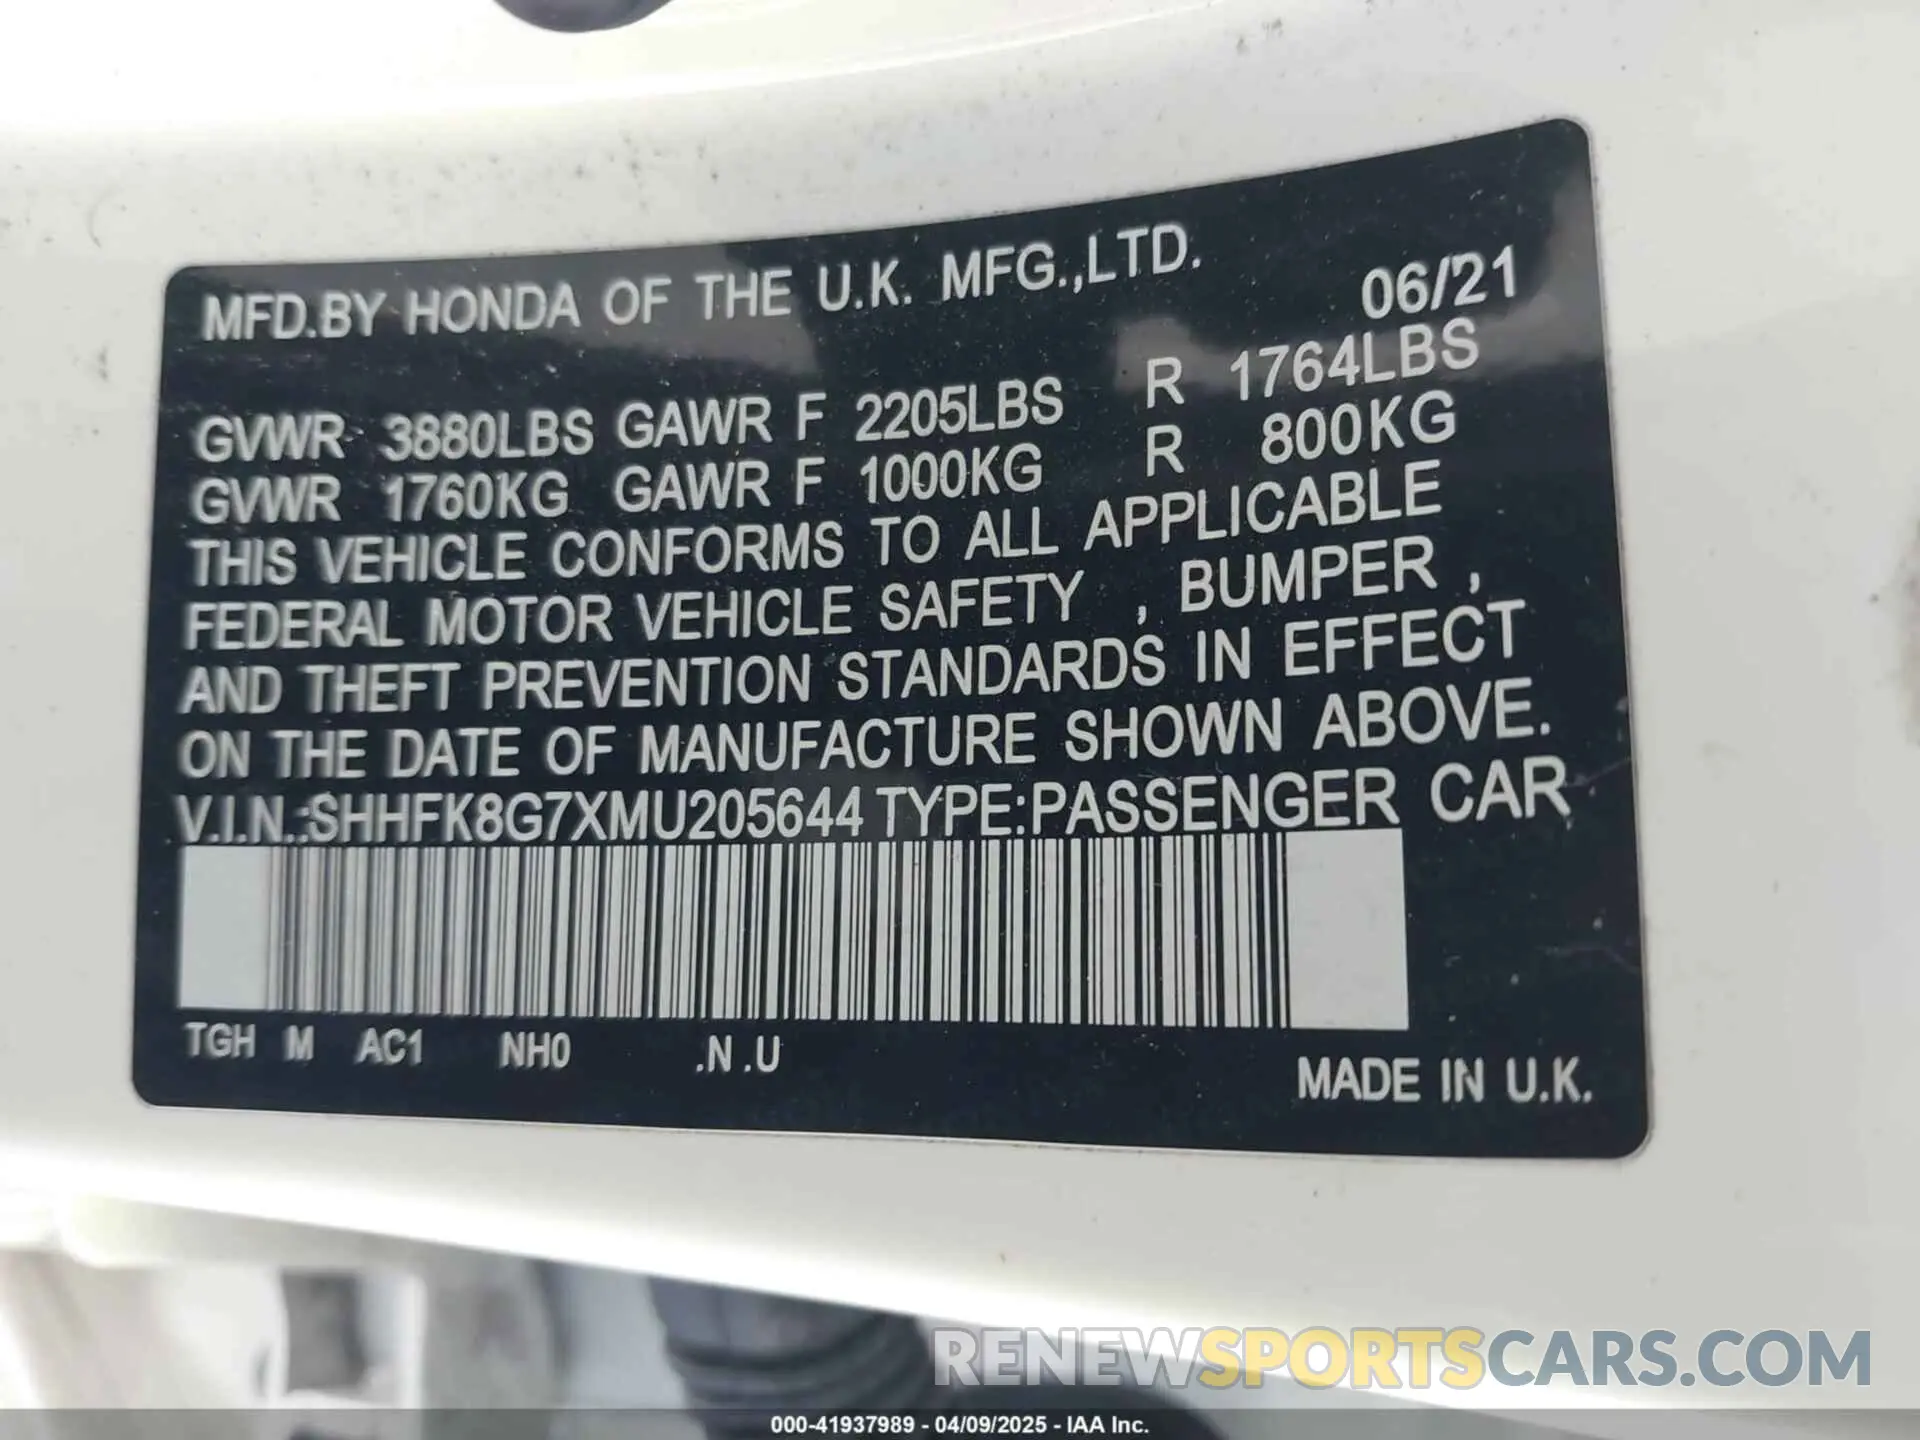 MFD.BY HONDA OF THE U.K. MFG.,LTD. 06/21
GVWR 3880LBS GAWR F 2205LBS R 1764LBS
GVWR 1760KG GAWR F 1000KG R 800KG
THIS VEHICLE CONFORMS TO ALL APPLICABLE
FEDERAL MOTOR VEHICLE SAFETY , BUMPER ,
AND THEFT PREVENTION STANDARDS IN EFFECT
ON THE DATE OF MANUFACTURE SHOWN ABOVE.
V.I.N.:SHHFK8G7XMU205644 TYPE:PASSENGER CAR
TGH M AC1 NH0 .N .U
MADE IN U.K.
RENEWSPORTSCARS.COM
000-41937989 - 04/09/2025 - IAA Inc.